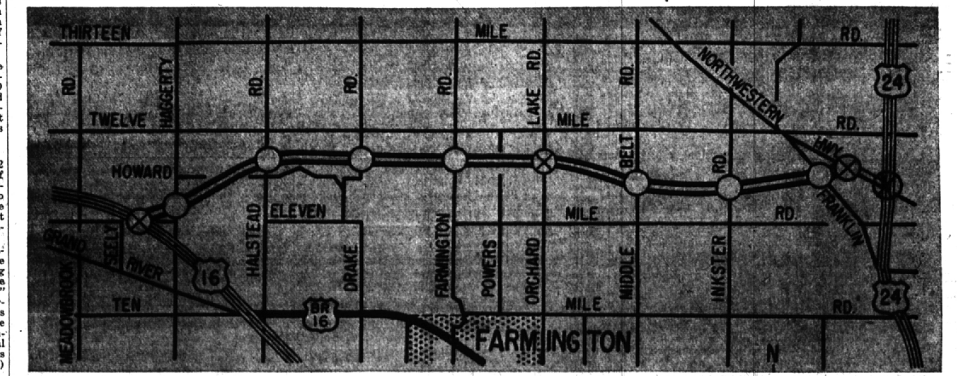 THIRTEEN MILE RD.
RD.
HAGGERTY
RD.
RD.
RD.
LAKE RD.
RD.
NORTHWESTERN
HWY
24
TWELVE MILE RD.
HOWARD
BELT
RD.
FRANKLIN
ELEVEN MILE RD.
GRAND RIVER
SEELY
16
HALSTEAD
DRAKE
FARMINGTON
POWERS
ORCHARD
MIDDLE
INKSTER
24
MEADOWBROOK
TEN MILE RD.
BR
16
FARMINGTON
N